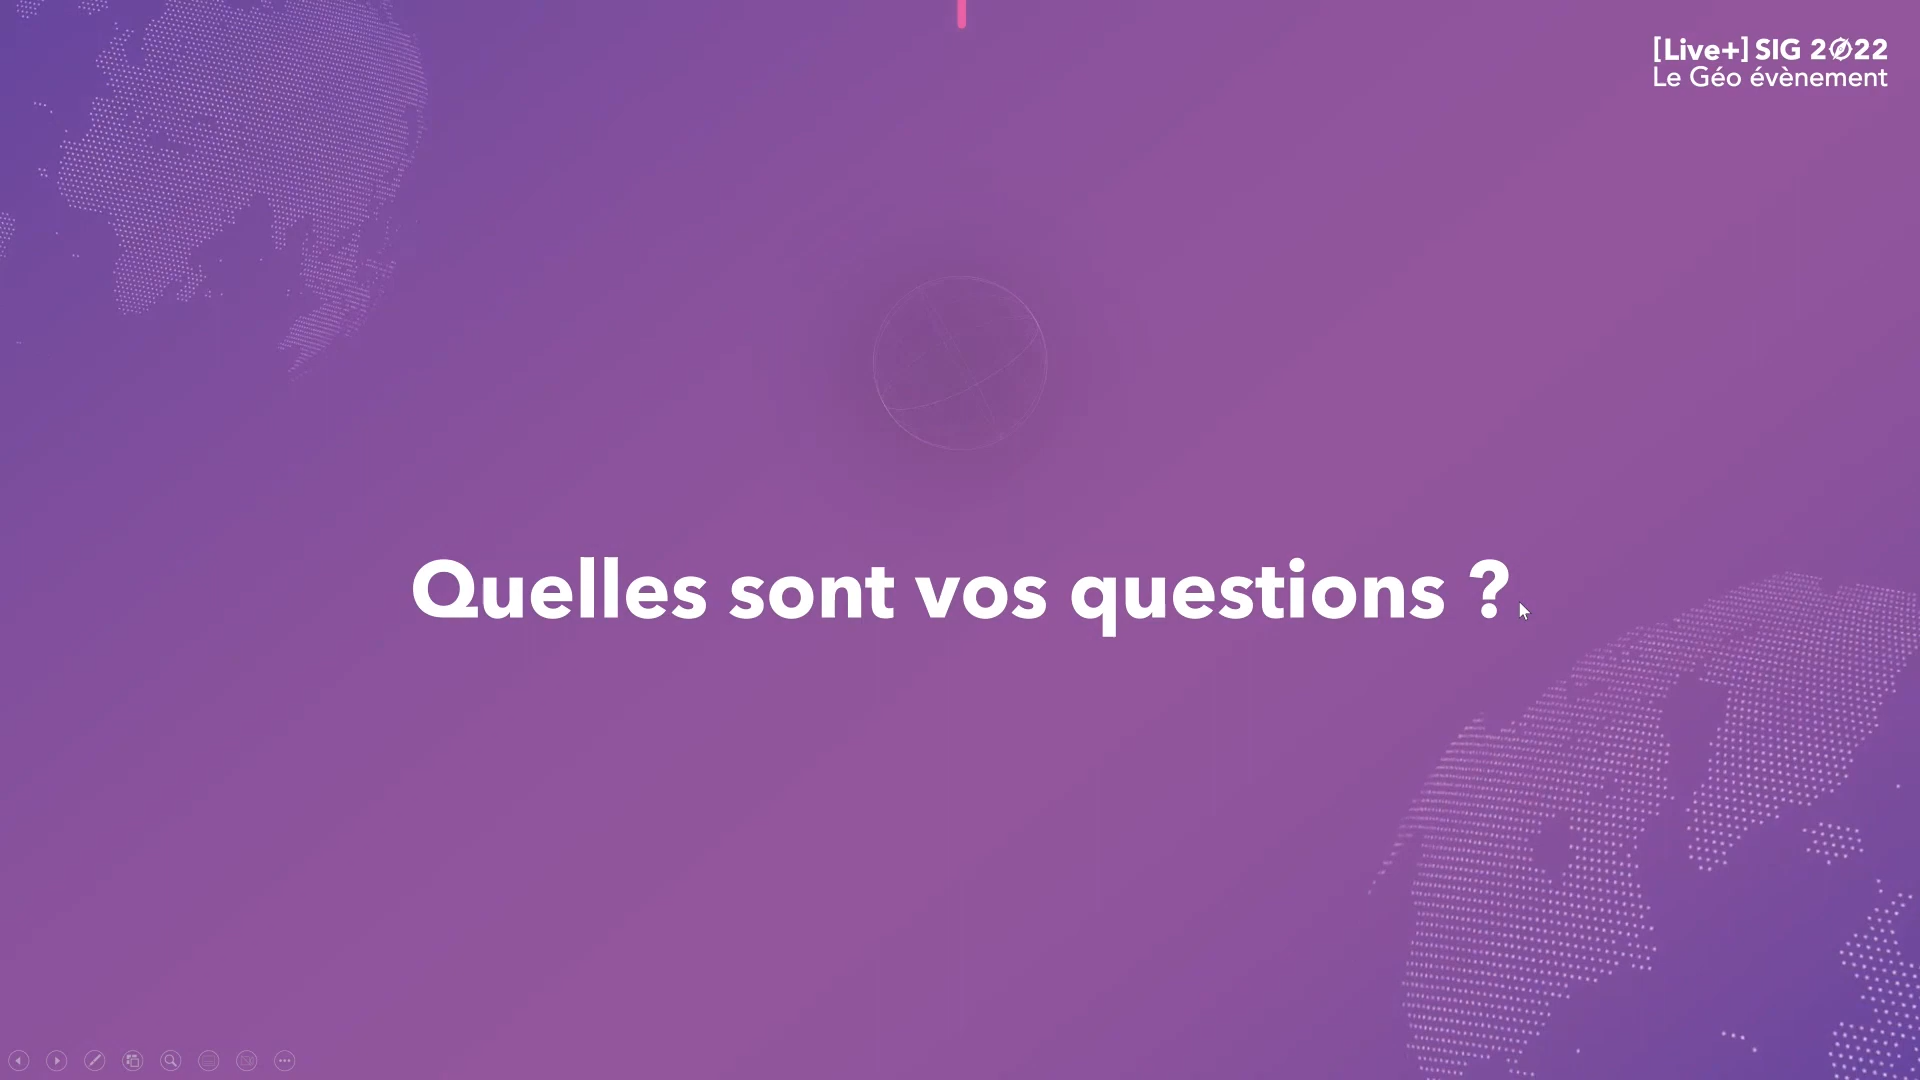 [Live+] SIG 2022
Le Géo évènement
Quelles sont vos questions ?